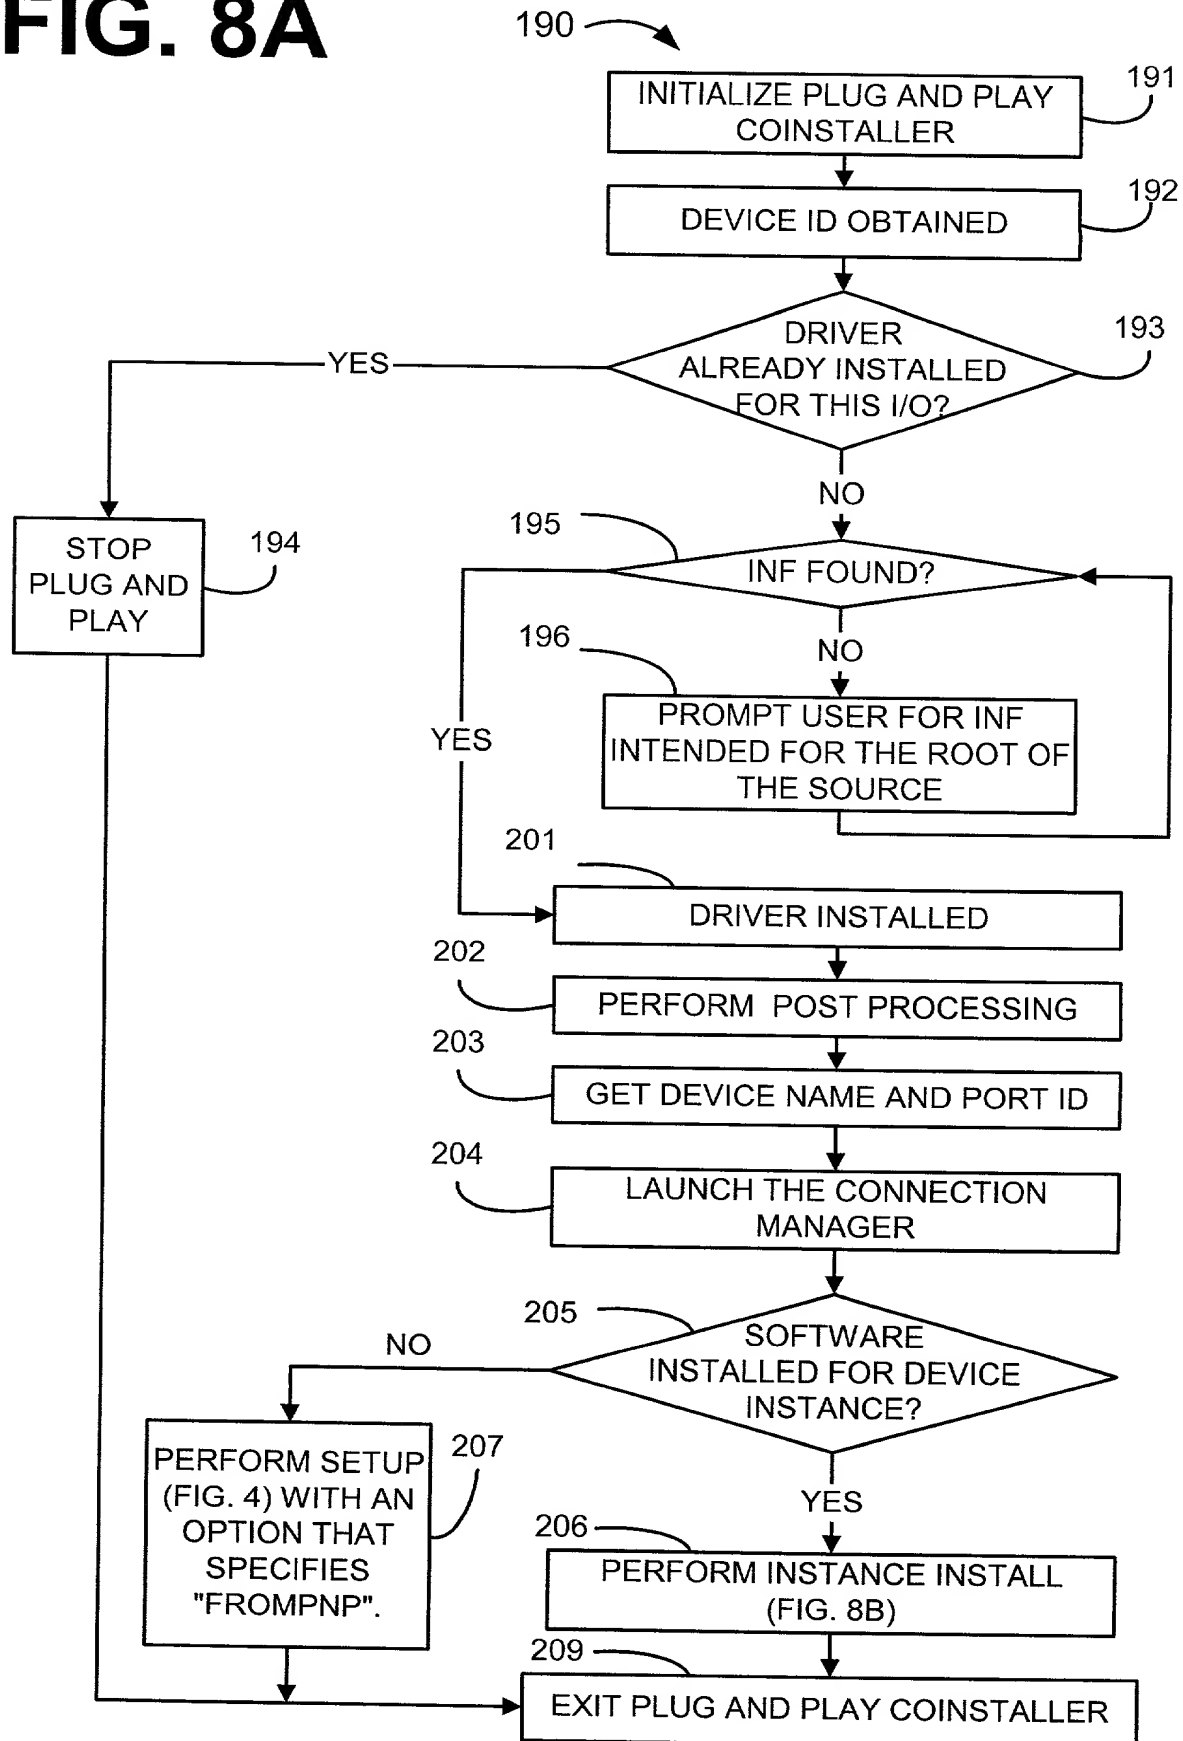 FIG. 8A
190
INITIALIZE PLUG AND PLAY
COINSTALLER
191
DEVICE ID OBTAINED
192
DRIVER
ALREADY INSTALLED
FOR THIS I/O?
193
YES
NO
STOP
PLUG AND
PLAY
194
195
INF FOUND?
196
NO
YES
PROMPT USER FOR INF
INTENDED FOR THE ROOT OF
THE SOURCE
201
DRIVER INSTALLED
202
PERFORM POST PROCESSING
203
GET DEVICE NAME AND PORT ID
204
LAUNCH THE CONNECTION
MANAGER
205
SOFTWARE
INSTALLED FOR DEVICE
INSTANCE?
NO
PERFORM SETUP
(FIG. 4) WITH AN
OPTION THAT
SPECIFIES
"FROMPNP".
207
YES
206
PERFORM INSTANCE INSTALL
(FIG. 8B)
209
EXIT PLUG AND PLAY COINSTALLER